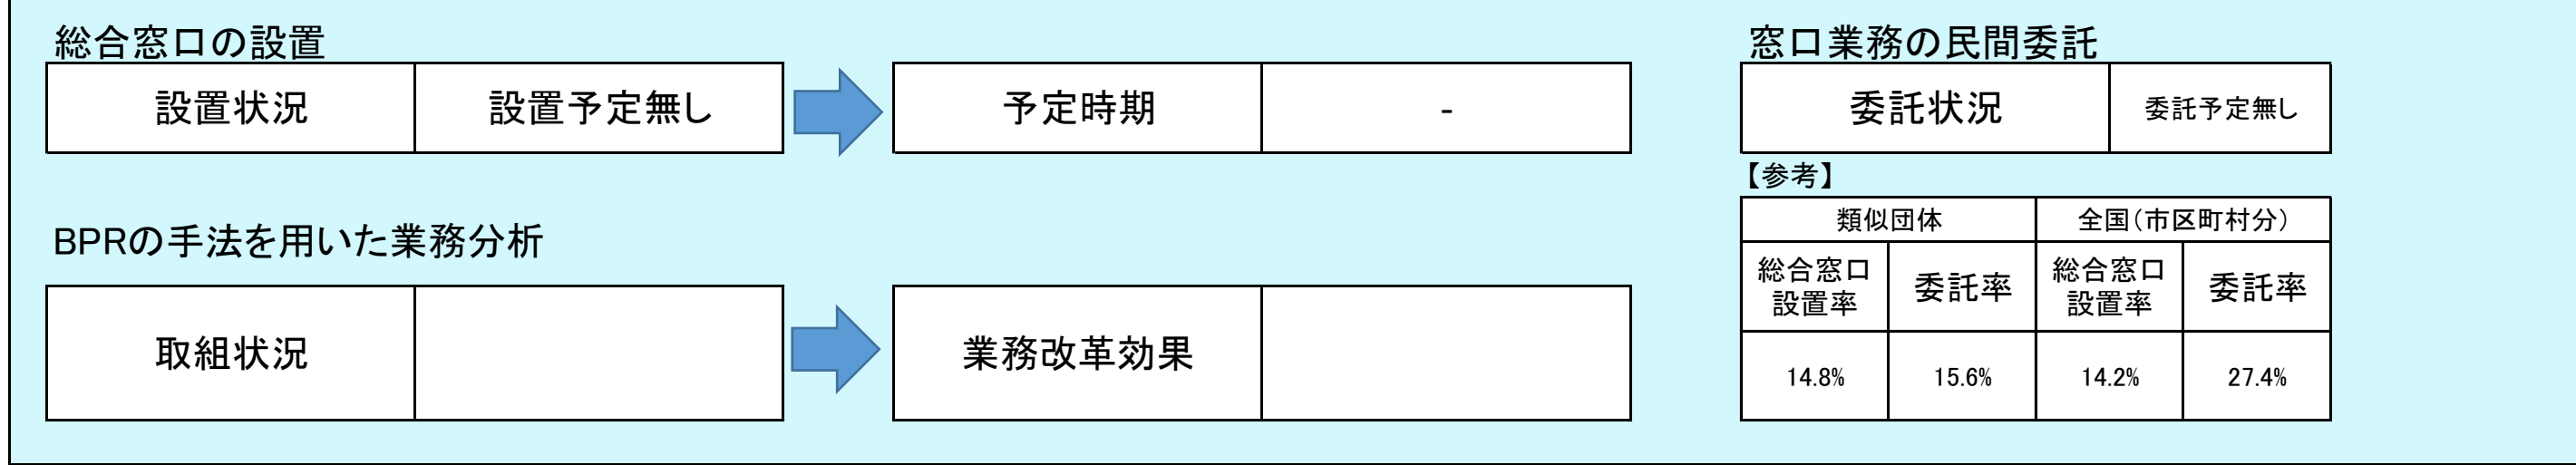 総合窓口の設置
設置状況 設置予定無し 予定時期 -
BPRの手法を用いた業務分析
取組状況 業務改革効果
窓口業務の民間委託
委託状況 委託予定無し
【参考】
類似団体 全国(市区町村分)
総合窓口
設置率
委託率
総合窓口
設置率
委託率
14.8% 15.6% 14.2% 27.4%